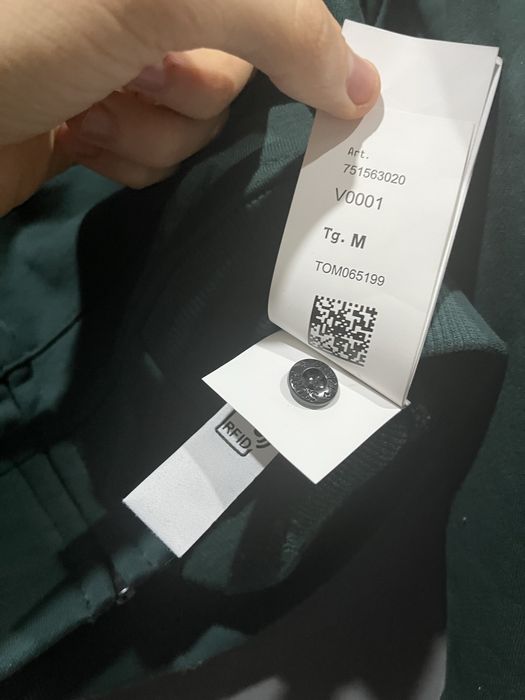 Art.
751563020
V0001
Tg. M
TOM065199
RFID